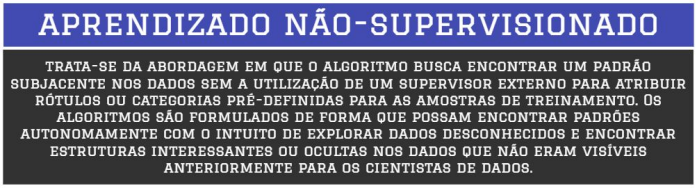 APRENDIZADO NÃO-SUPERVISIONADO
TRATA-SE DA ABORDAGEM EM QUE O ALGORITMO BUSCA ENCONTRAR UM PADRÃO
SUBJACENTE NOS DADOS SEM A UTILIZAÇÃO DE UM SUPERVISOR EXTERNO PARA ATRIBUIR
RÓTULOS OU CATEGORIAS PRÉ-DEFINIDAS PARA AS AMOSTRAS DE TREINAMENTO. OS
ALGORITMOS SÃO FORMULADOS DE FORMA QUE POSSAM ENCONTRAR PADRÕES
AUTONOMAMENTE COM O INTUITO DE EXPLORAR DADOS DESCONHECIDOS E ENCONTRAR
ESTRUTURAS INTERESSANTES OU OCULTAS NOS DADOS QUE NÃO ERAM VISÍVEIS
ANTERIORMENTE PARA OS CIENTISTAS DE DADOS.